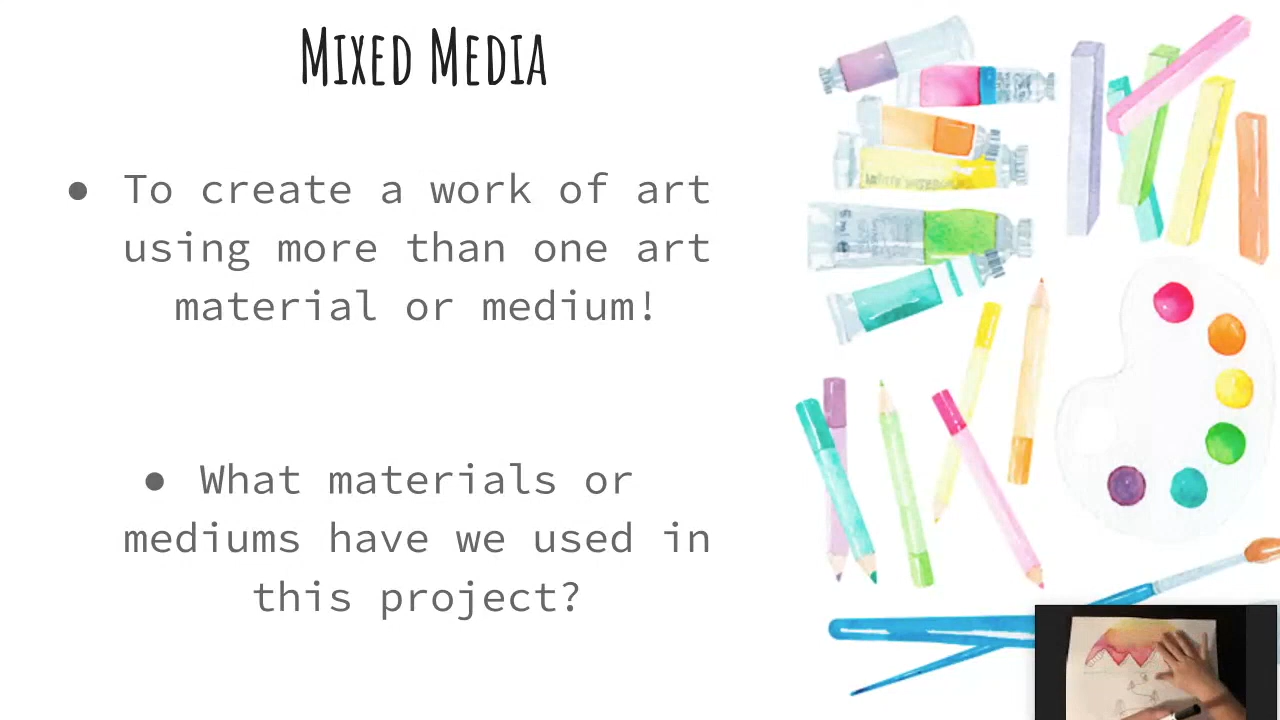 Mixed Media
● To create a work of art
using more than one art
material or medium!
● What materials or
mediums have we used in
this project?